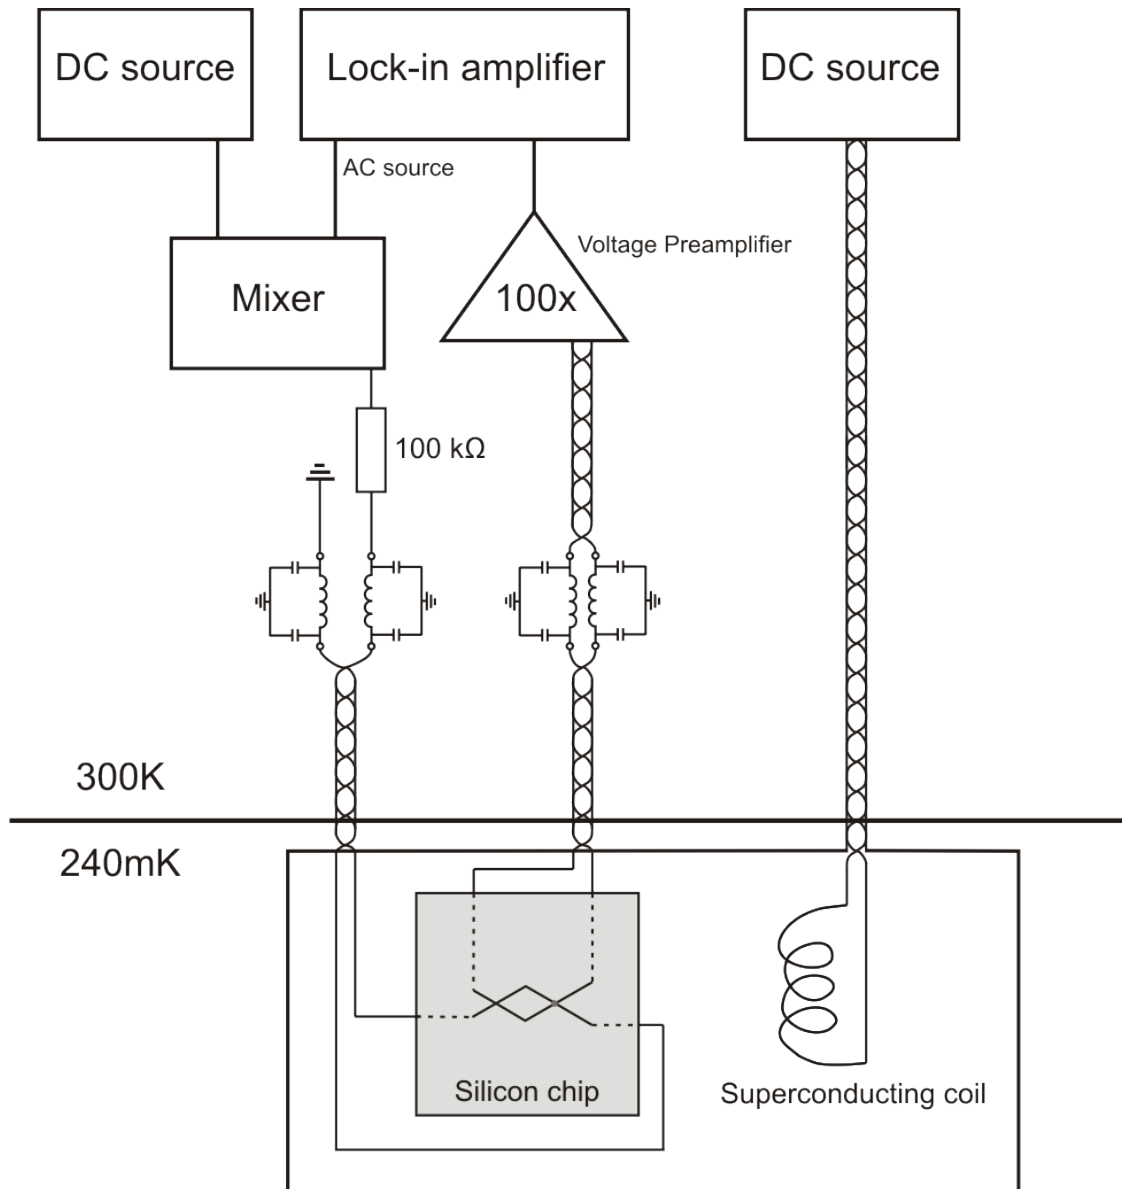 DC source
Lock-in amplifier
DC source
AC source
Mixer
Voltage Preamplifier
100x
100 kΩ
300K
240mK
Silicon chip
Superconducting coil